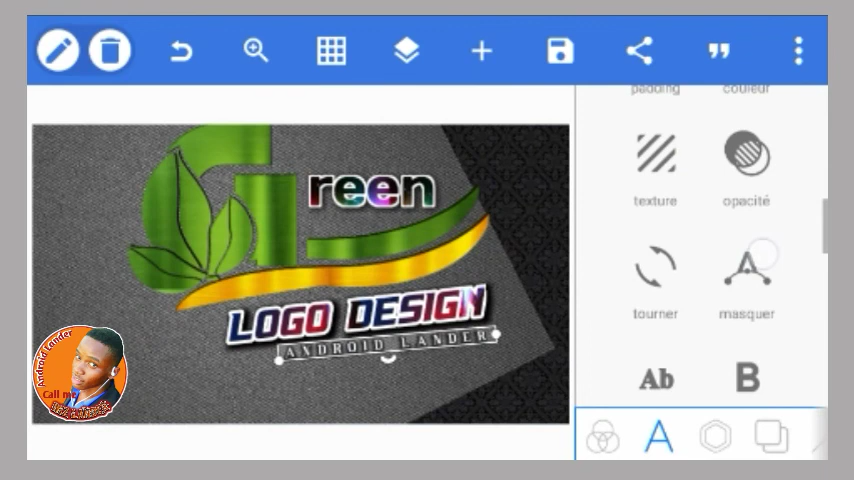 padding couleur
texture opacité
tourner masquer
Ab B
A
reen
LOGO DESIGN
ANDROID LANDER
Android Lander
Call me